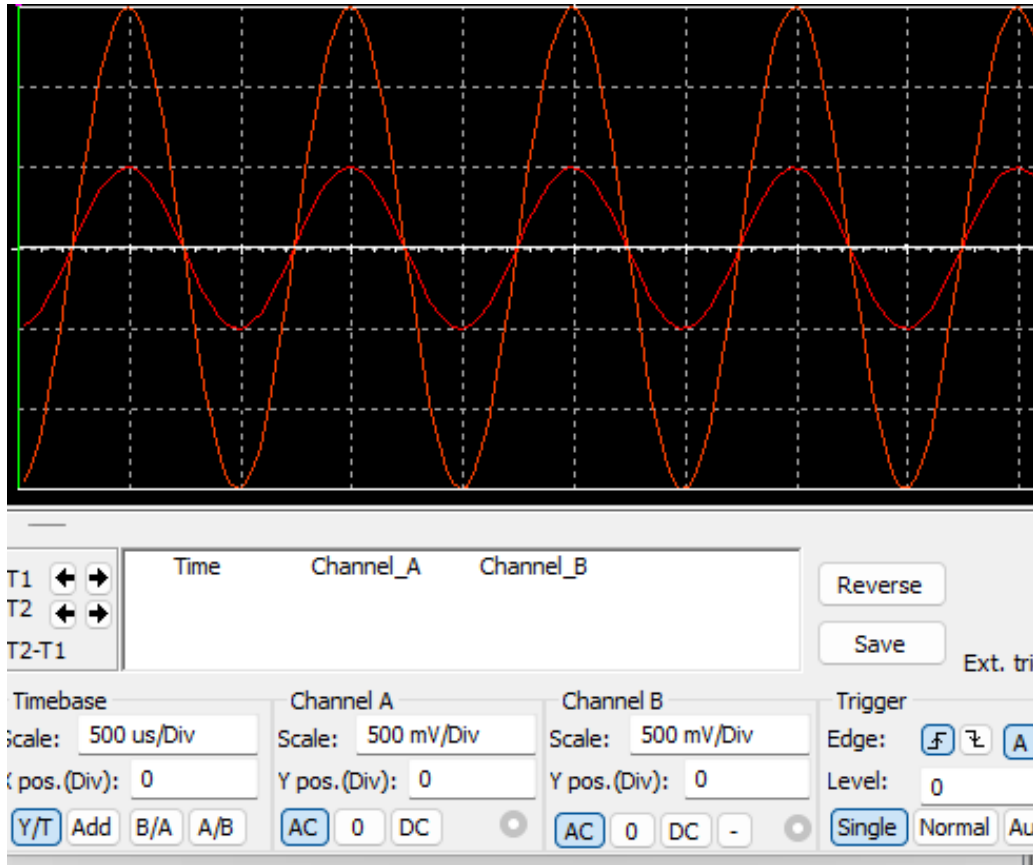 Time Channel_A Channel_B
T1
T2
T2-T1
Reverse
Save
Ext. tri
Timebase Channel A Channel B Trigger
Scale: 500 us/Div Scale: 500 mV/Div Scale: 500 mV/Div Edge: A
X pos.(Div): 0 Y pos.(Div): 0 Y pos.(Div): 0 Level: 0
Y/T Add B/A A/B AC 0 DC AC 0 DC - Single Normal Au